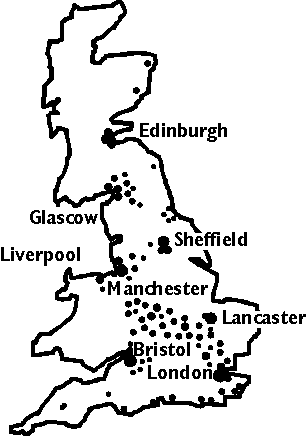 Edinburgh
Glascow
Sheffield
Liverpool
Manchester
Lancaster
Bristol
London